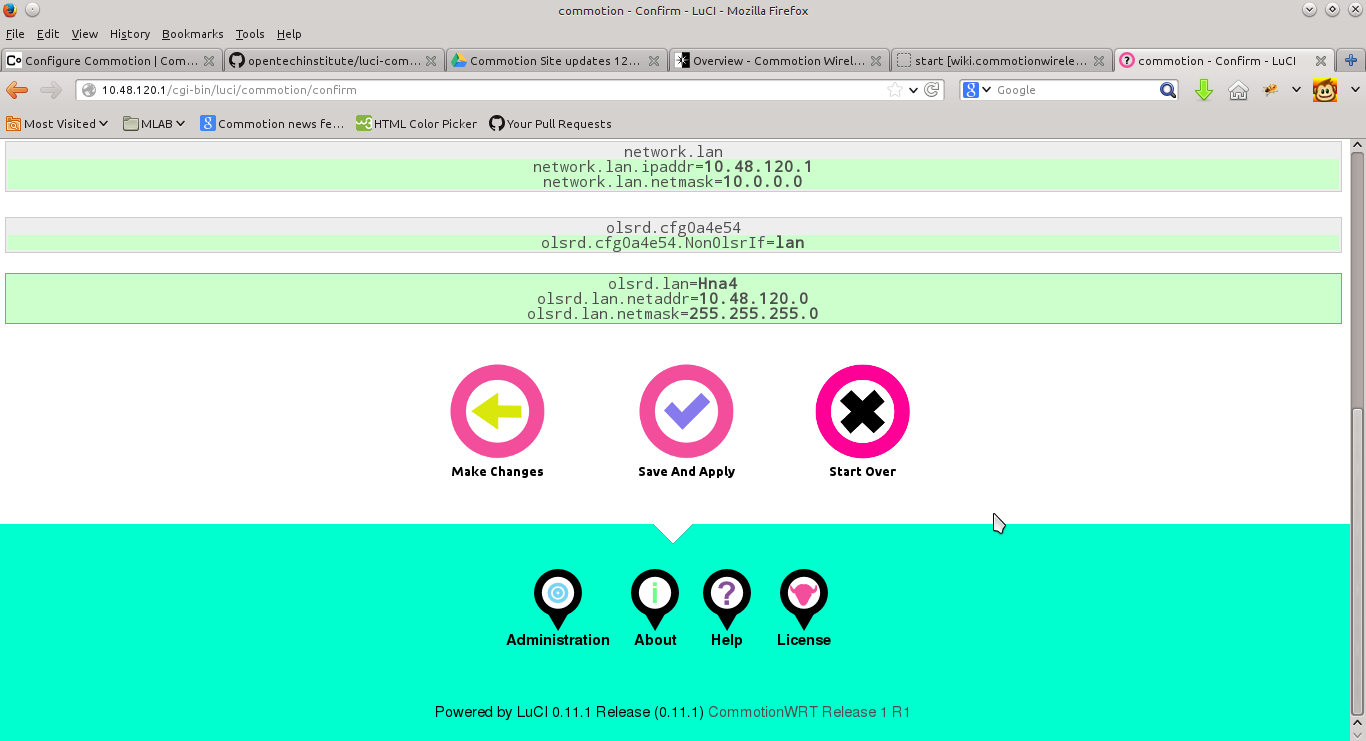 commotion - Confirm - LuCI - Mozilla Firefox
File Edit View History Bookmarks Tools Help
Configure Commotion | Com... opentechinstitute/luci-com... Commotion Site updates 12... Overview - Commotion Wirel... start [wiki.commotionwirele... commotion - Confirm - LuCI
10.48.120.1/cgi-bin/luci/commotion/confirm Google
Most Visited MLAB Commotion news fe... HTML Color Picker Your Pull Requests
network.lan
network.lan.ipaddr=10.48.120.1
network.lan.netmask=10.0.0.0
olsrd.cfg0a4e54
olsrd.cfg0a4e54.NonOlsrIf=lan
olsrd.lan=Hna4
olsrd.lan.netaddr=10.48.120.0
olsrd.lan.netmask=255.255.255.0
Make Changes Save And Apply Start Over
Administration About Help License
Powered by LuCI 0.11.1 Release (0.11.1) CommotionWRT Release 1 R1